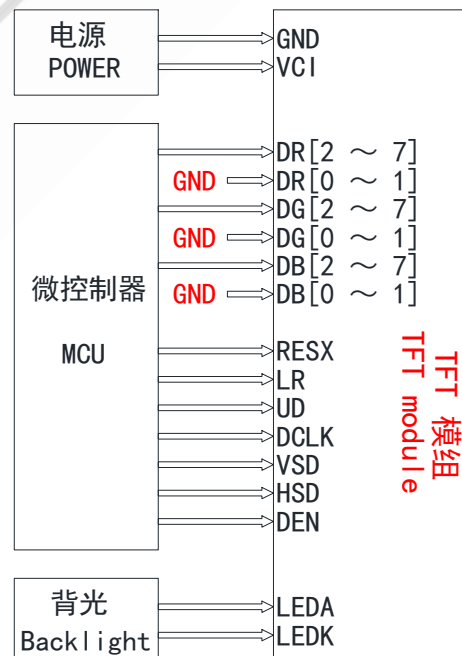 电源
POWER
GND
VCI
DR[2 ～ 7]
GND
DR[0 ～ 1]
DG[2 ～ 7]
GND
DG[0 ～ 1]
DB[2 ～ 7]
GND
DB[0 ～ 1]
微控制器
MCU
RESX
LR
UD
DCLK
VSD
HSD
DEN
TFT 模组
TFT module
背光
Backlight
LEDA
LEDK